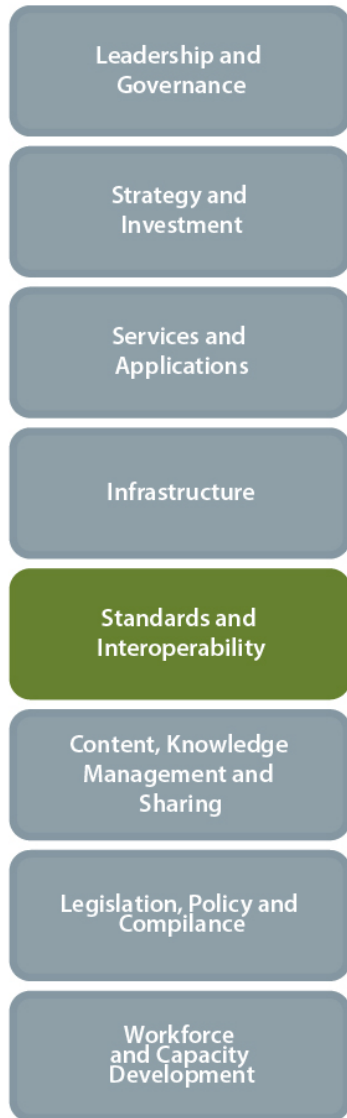 Leadership and
Governance
Strategy and
Investment
Services and
Applications
Infrastructure
Standards and
Interoperability
Content, Knowledge
Management and
Sharing
Legislation, Policy and
Compilance
Workforce
and Capacity
Development